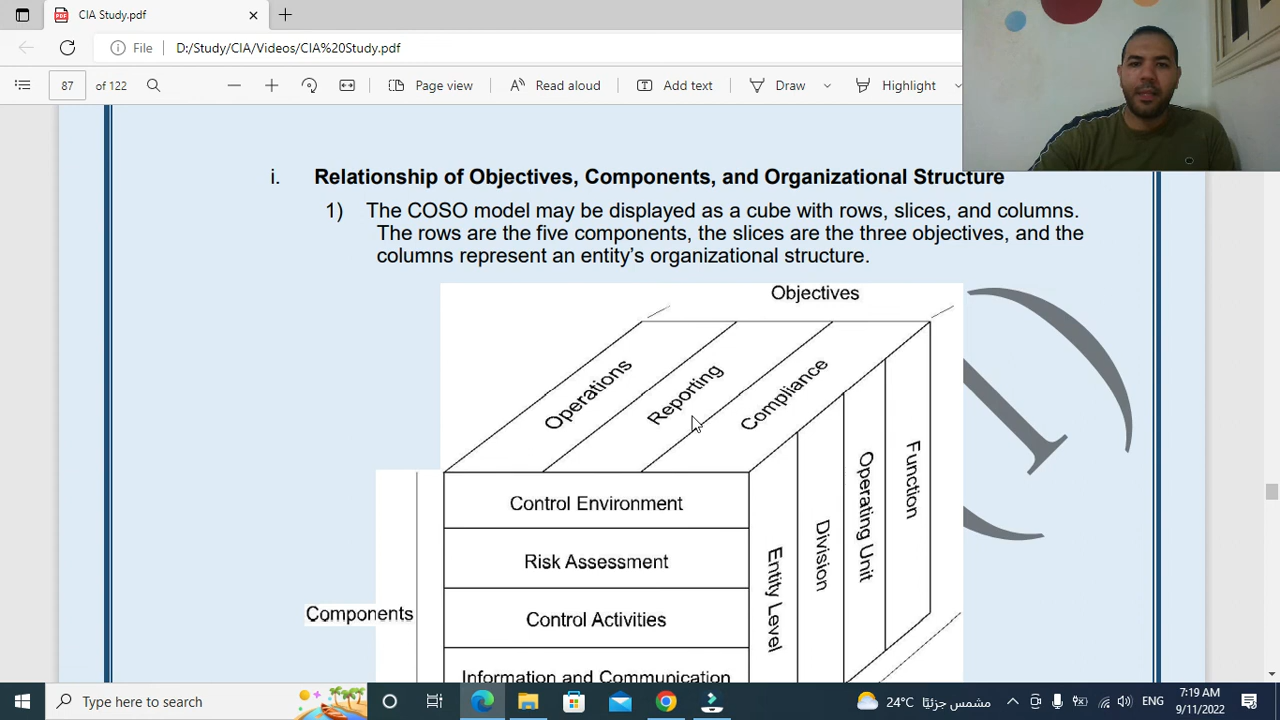 CIA Study.pdf
File
D:/Study/CIA/Videos/CIA%20Study.pdf
87 of 122
Page view
Read aloud
Add text
Draw
Highlight
i. Relationship of Objectives, Components, and Organizational Structure
1) The COSO model may be displayed as a cube with rows, slices, and columns.
The rows are the five components, the slices are the three objectives, and the
columns represent an entity's organizational structure.
Objectives
Operations
Reporting
Compliance
Control Environment
Risk Assessment
Control Activities
Information and Communication
Components
Entity Level
Division
Operating Unit
Function
Type here to search
24°C مشمس جزئيًا
ENG
7:19 AM
9/11/2022